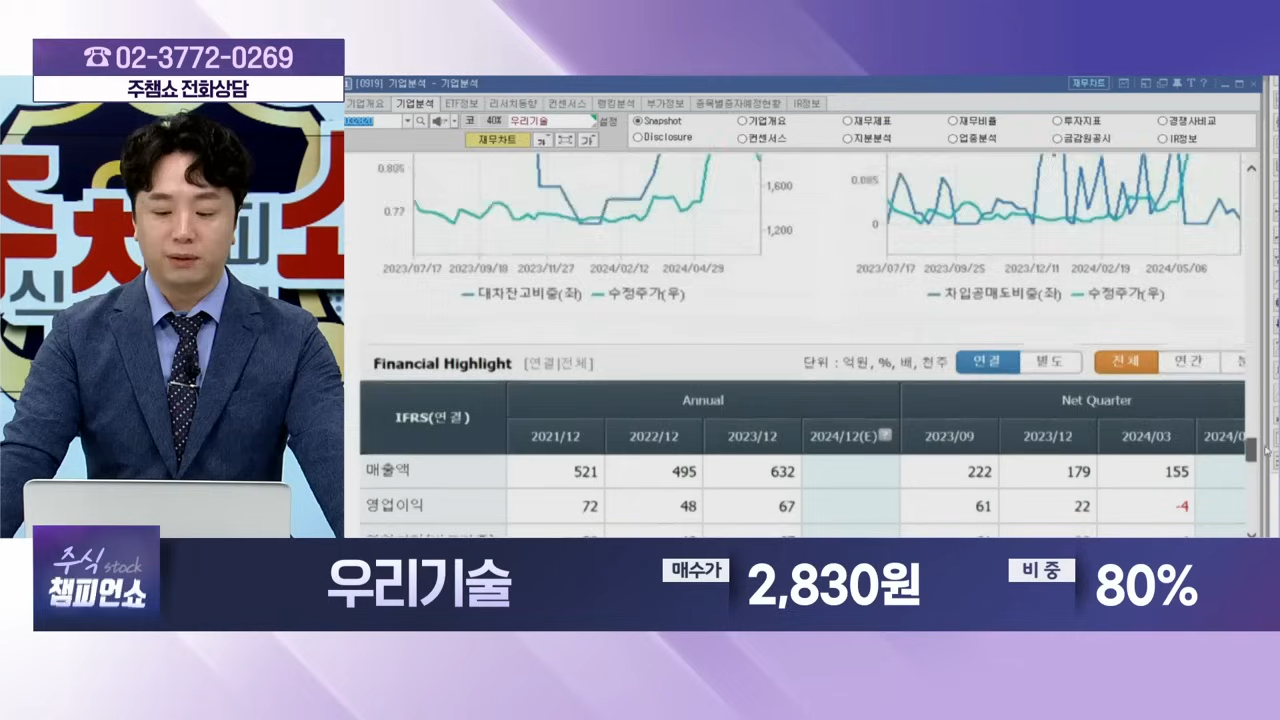 ☎02-3772-0269
주챔쇼 전화상담
[0919] 기업분석 - 기업분석
재무차트
기업개요 기업분석 ETF정보 리서치동향 컨센서스 랭킹분석 부가정보 종목별증자예정현황 IR정보
코 40% 우리기술 설정
재무차트
Snapshot 기업개요 재무제표 재무비율 투자지표 경쟁사비교
Disclosure 컨센서스 지분분석 업종분석 금감원공시 IR정보
0.805
0.77
1,600
1,200
2023/07/17 2023/09/18 2023/11/27 2024/02/12 2024/04/29
대차잔고비중(좌) 수정주가(우)
0.085
0
2023/07/17 2023/09/25 2023/12/11 2024/02/19 2024/05/06
차입공매도비중(좌) 수정주가(우)
Financial Highlight [연결|전체]
단위 : 억원, %, 배, 천주 연결 별도 전체 연간
IFRS(연결) Annual Net Quarter
2021/12 2022/12 2023/12 2024/12(E) 2023/09 2023/12 2024/03 2024/0
매출액 521 495 632 222 179 155
영업이익 72 48 67 61 22 -4
주식 stock
챔피언쇼
우리기술 매수가 2,830원 비중 80%